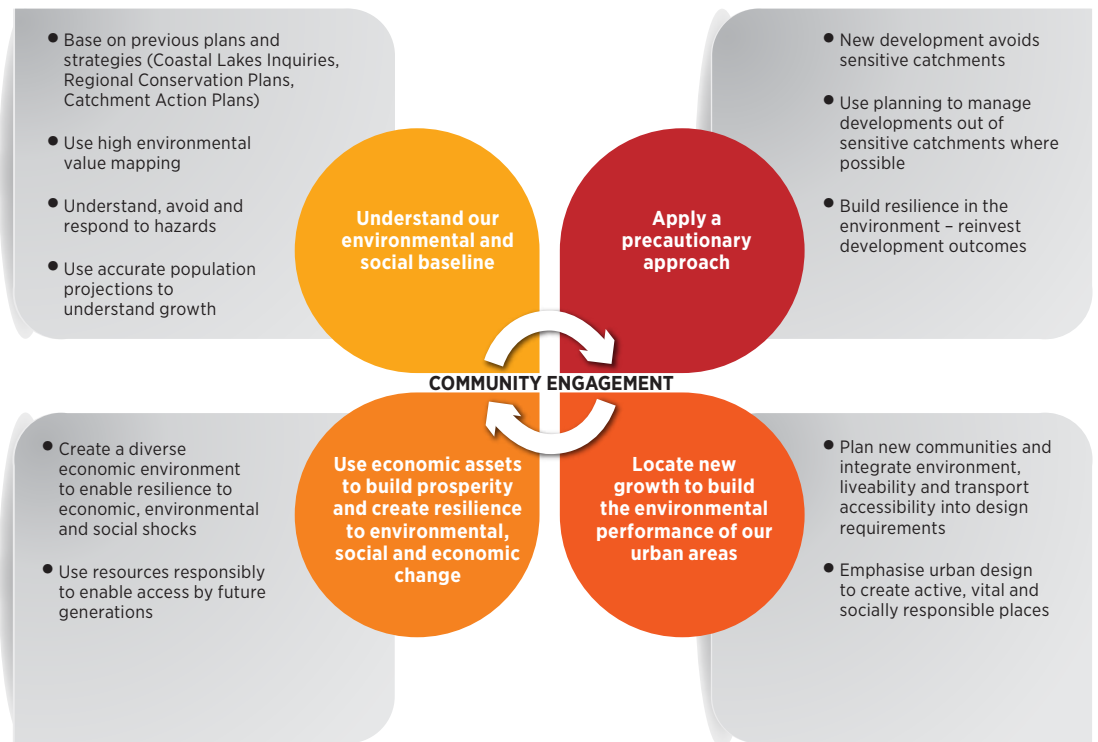 ● Base on previous plans and
strategies (Coastal Lakes Inquiries,
Regional Conservation Plans,
Catchment Action Plans)
● Use high environmental
value mapping
● Understand, avoid and
respond to hazards
● Use accurate population
projections to
understand growth
Understand our
environmental and
social baseline
Apply a
precautionary
approach
● New development avoids
sensitive catchments
● Use planning to manage
developments out of
sensitive catchments where
possible
● Build resilience in the
environment – reinvest
development outcomes
COMMUNITY ENGAGEMENT
● Create a diverse
economic environment
to enable resilience to
economic, environmental
and social shocks
● Use resources responsibly
to enable access by future
generations
Use economic assets
to build prosperity
and create resilience
to environmental,
social and economic
change
Locate new
growth to build
the environmental
performance of our
urban areas
● Plan new communities and
integrate environment,
liveability and transport
accessibility into design
requirements
● Emphasise urban design
to create active, vital and
socially responsible places